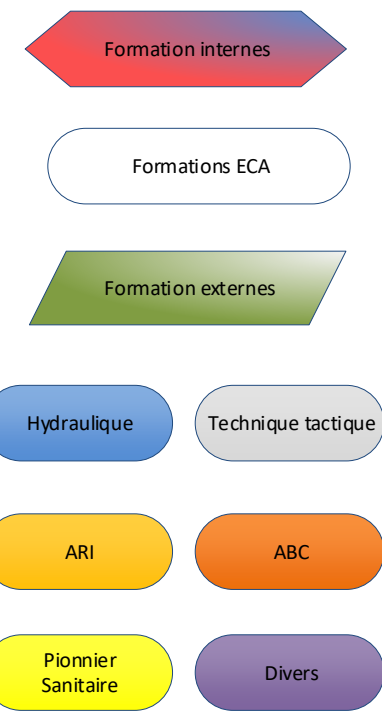 Formation internes
Formations ECA
Formation externes
Hydraulique
Technique tactique
ARI
ABC
Pionnier
Sanitaire
Divers